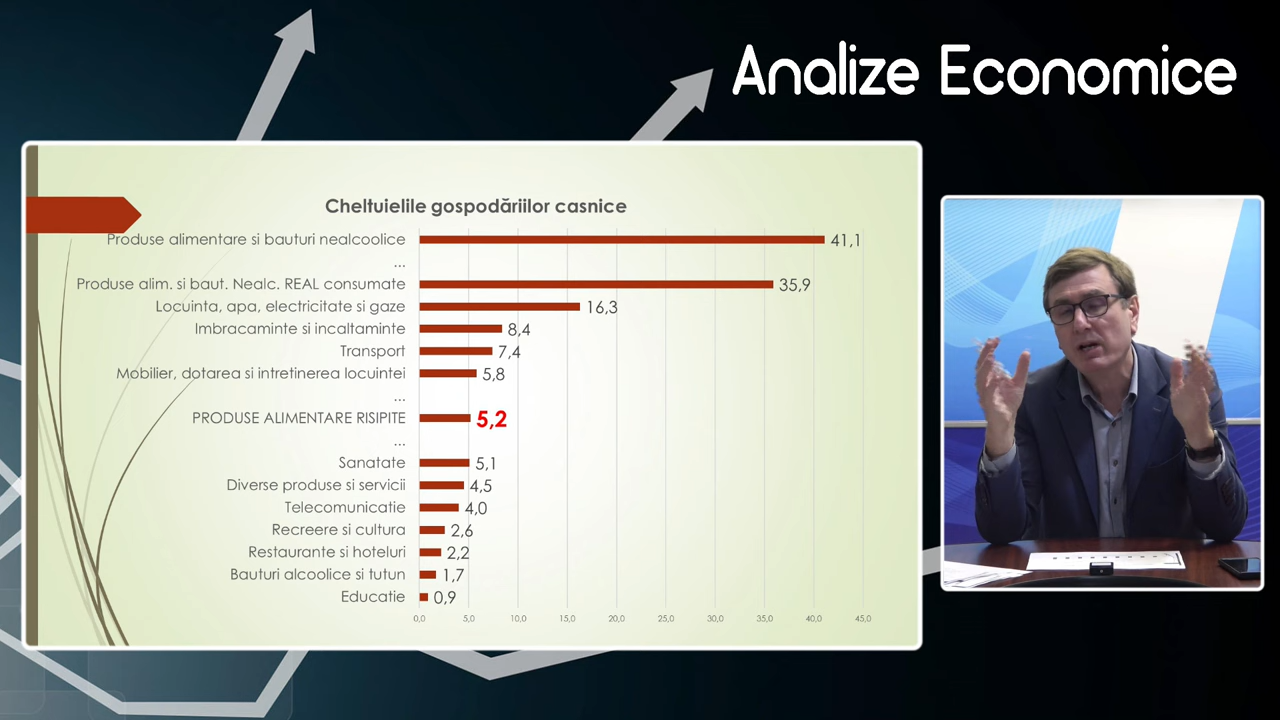 Analize Economice
Cheltuielile gospodăriilor casnice
Produse alimentare si bauturi nealcoolice 41,1
...
Produse alim. si baut. Nealc. REAL consumate 35,9
Locuinta, apa, electricitate si gaze 16,3
Imbracaminte si incaltaminte 8,4
Transport 7,4
Mobilier, dotarea si intretinerea locuintei 5,8
...
PRODUSE ALIMENTARE RISIPITE 5,2
...
Sanatate 5,1
Diverse produse si servicii 4,5
Telecomunicatie 4,0
Recreere si cultura 2,6
Restaurante si hoteluri 2,2
Bauturi alcoolice si tutun 1,7
Educatie 0,9
0,0 5,0 10,0 15,0 20,0 25,0 30,0 35,0 40,0 45,0